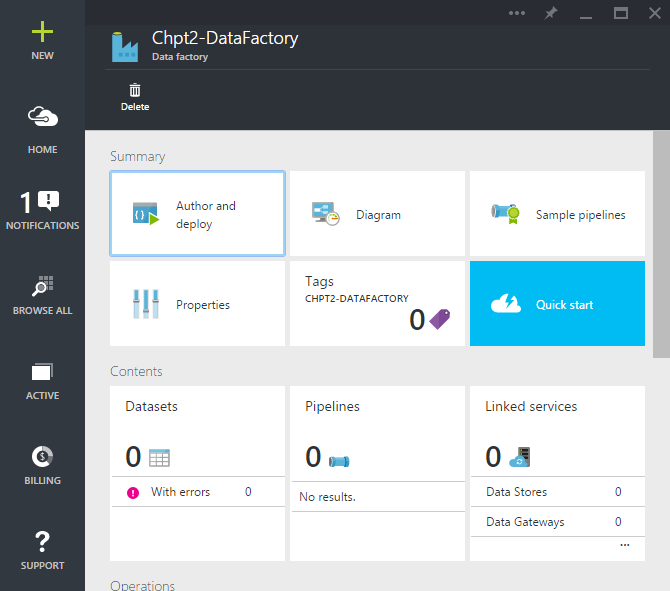 NEW
HOME
1
NOTIFICATIONS
BROWSE ALL
ACTIVE
BILLING
SUPPORT
Chpt2-DataFactory
Data factory
Delete
Summary
Author and
deploy
Diagram
Sample pipelines
Properties
Tags
CHPT2-DATAFACTORY
0
Quick start
Contents
Datasets
0
With errors 0
Pipelines
0
No results.
Linked services
0
Data Stores 0
Data Gateways 0
...
Operations